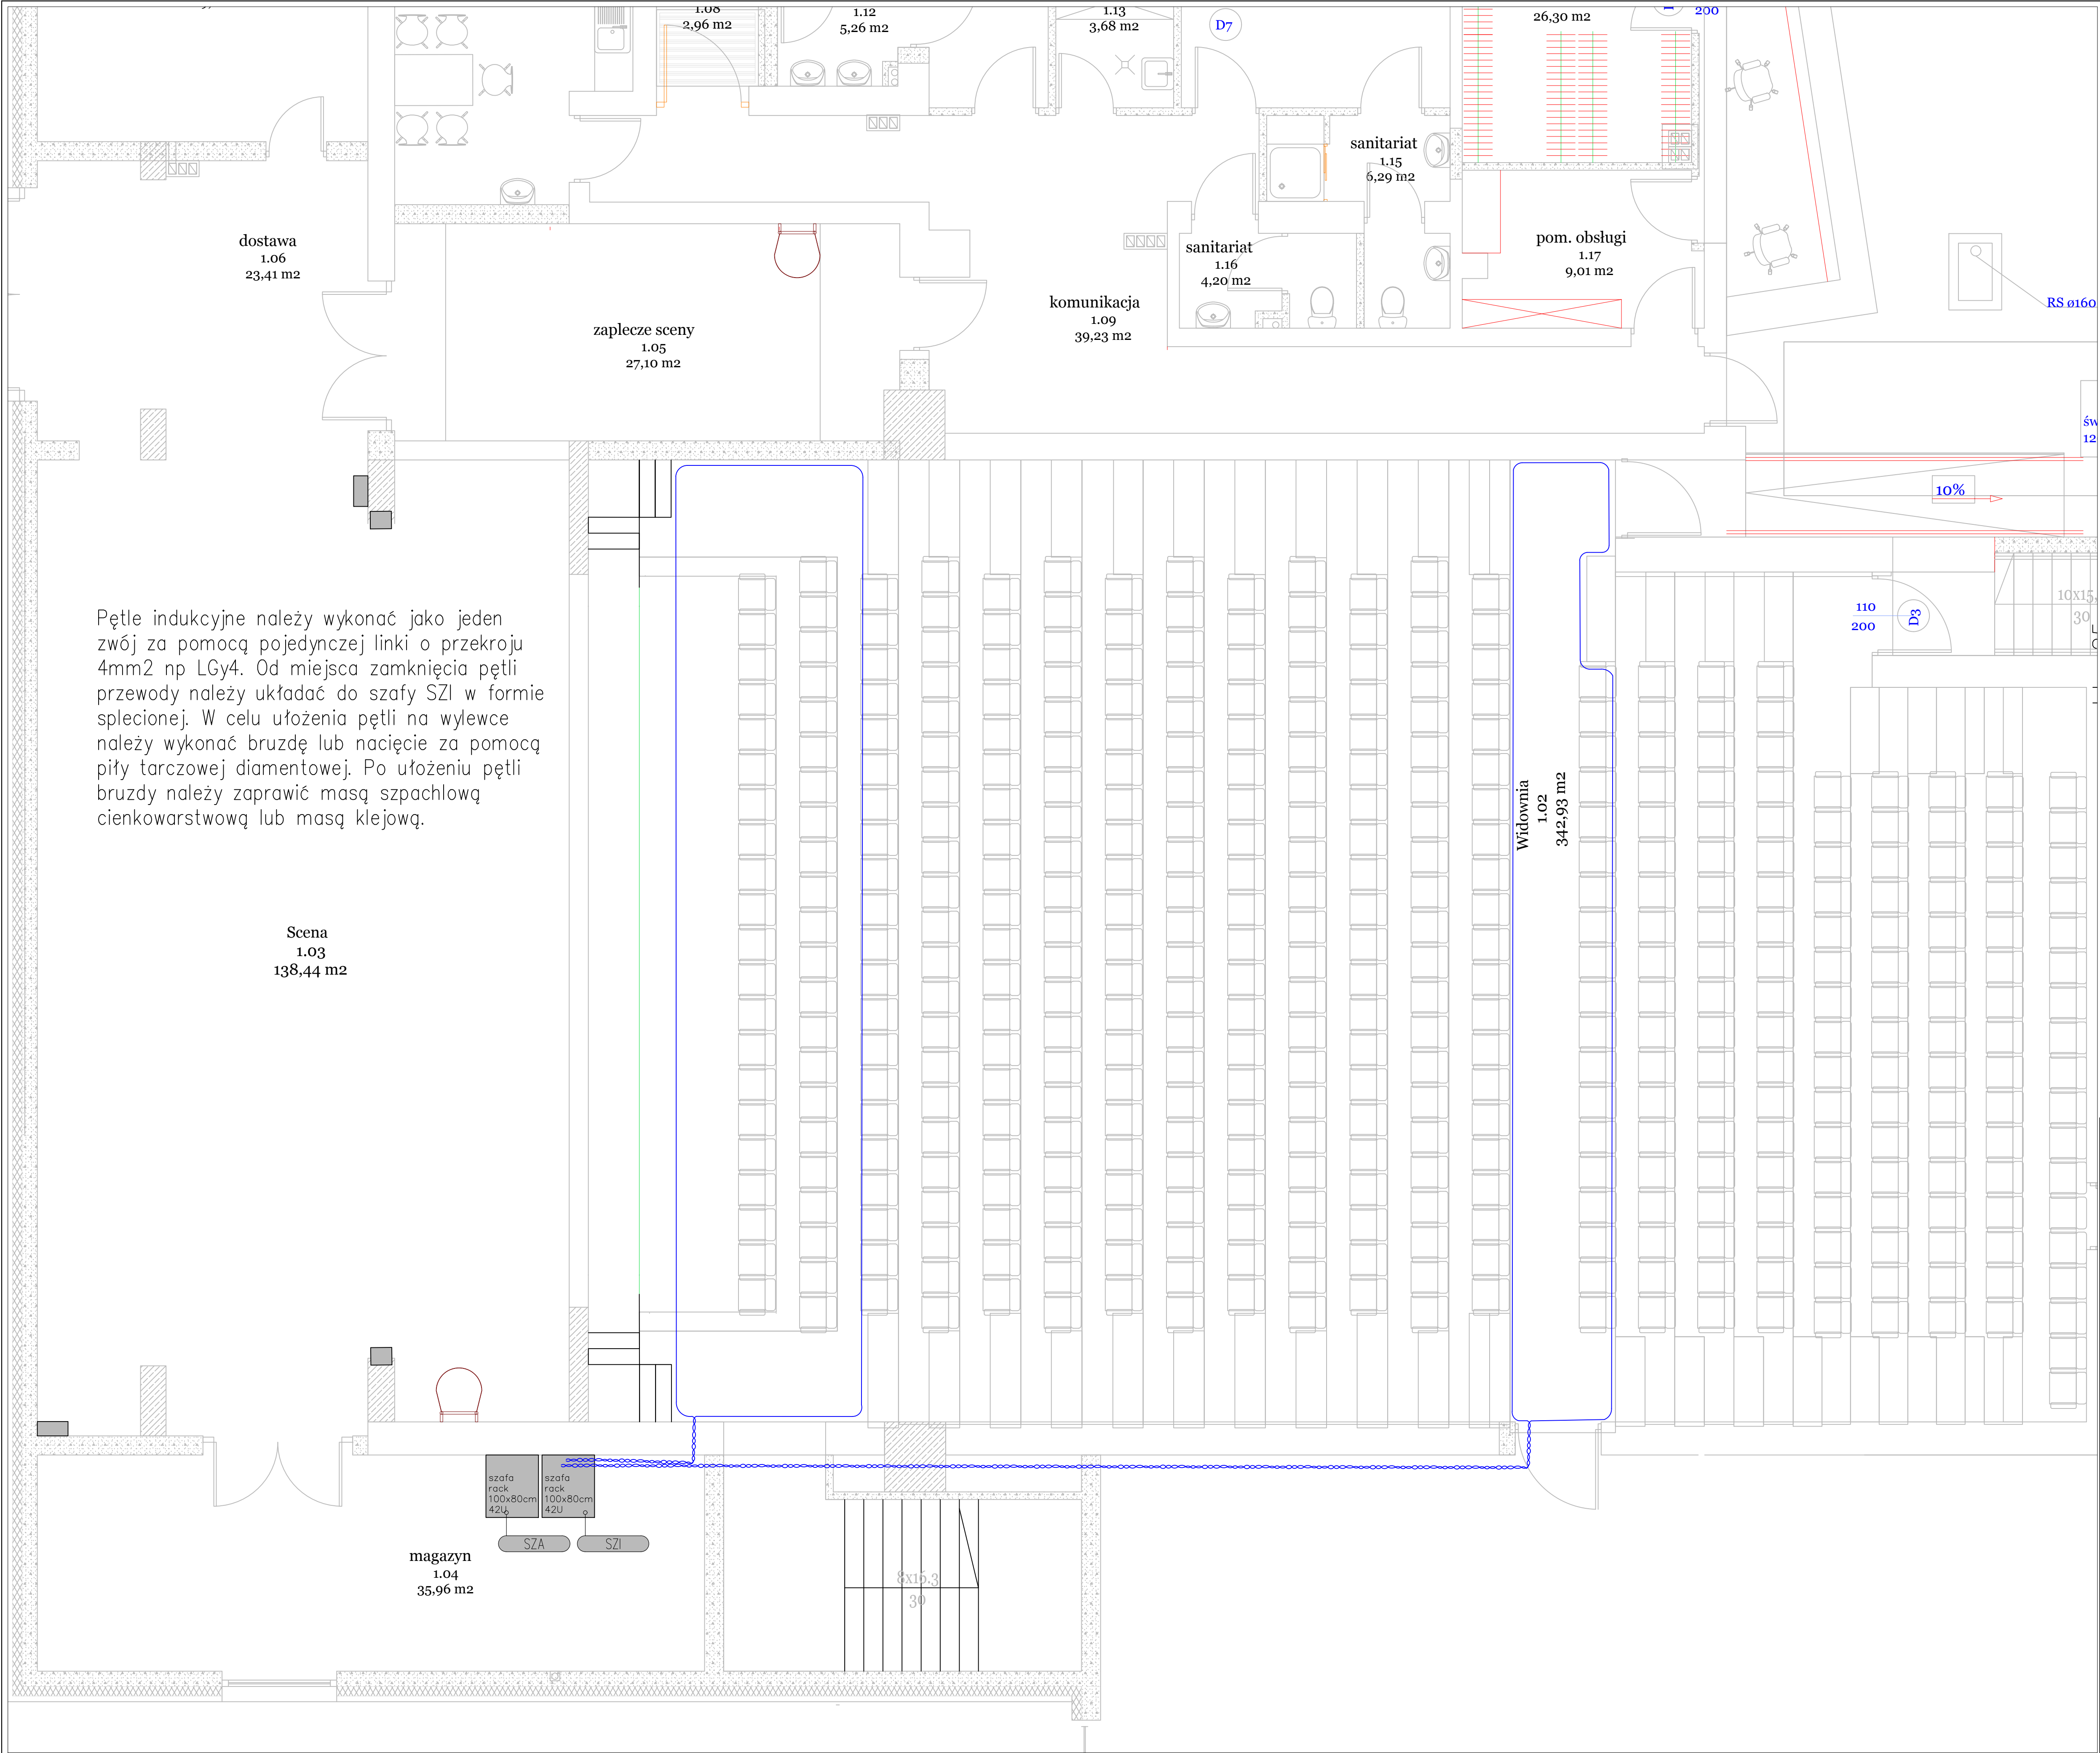 1.08
2,96 m2
1.12
5,26 m2
1.13
3,68 m2
D7
26,30 m2
200
sanitariat
1.15
6,29 m2
dostawa
1.06
23,41 m2
sanitariat
1.16
4,20 m2
pom. obsługi
1.17
9,01 m2
RS ø160
komunikacja
1.09
39,23 m2
zaplecze sceny
1.05
27,10 m2
św
12
10%
110
200
D3
10x15,
30
Pętle indukcyjne należy wykonać jako jeden
zwój za pomocą pojedynczej linki o przekroju
4mm2 np LGy4. Od miejsca zamknięcia pętli
przewody należy układać do szafy SZI w formie
splecionej. W celu ułożenia pętli na wylewce
należy wykonać bruzdę lub nacięcie za pomocą
piły tarczowej diamentowej. Po ułożeniu pętli
bruzdy należy zaprawić masą szpachlową
cienkowarstwową lub masą klejową.
Widownia
1.02
342,93 m2
Scena
1.03
138,44 m2
szafa
rack
100x80cm
42U
szafa
rack
100x80cm
42U
SZA
SZI
magazyn
1.04
35,96 m2
8x15.3
30